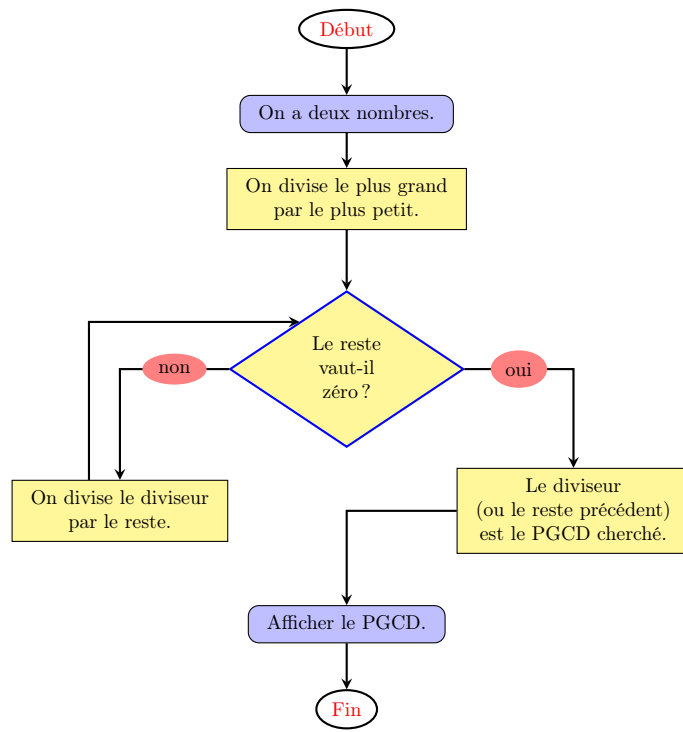 Début
On a deux nombres.
On divise le plus grand
par le plus petit.
Le reste
vaut-il
zéro ?
non
oui
On divise le diviseur
par le reste.
Le diviseur
(ou le reste précédent)
est le PGCD cherché.
Afficher le PGCD.
Fin